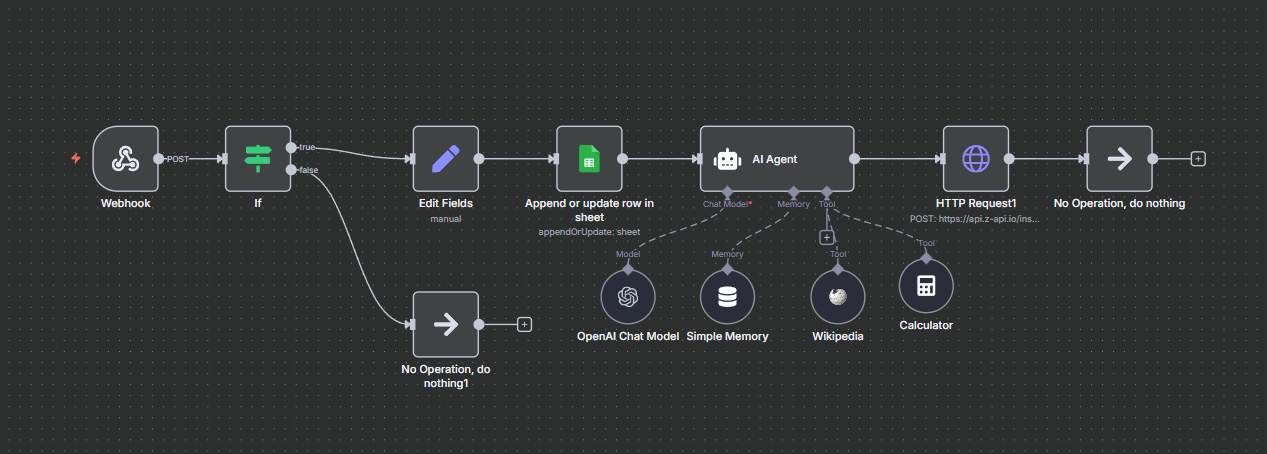 POST
true
false
Webhook
If
Edit Fields
manual
Append or update row in
sheet
appendOrUpdate: sheet
AI Agent
Chat Model*
Memory
Tool
HTTP Request1
POST: https://api.z-api.io/ins...
No Operation, do nothing
Model
Memory
Tool
Tool
OpenAI Chat Model
Simple Memory
Wikipedia
Calculator
No Operation, do
nothing1